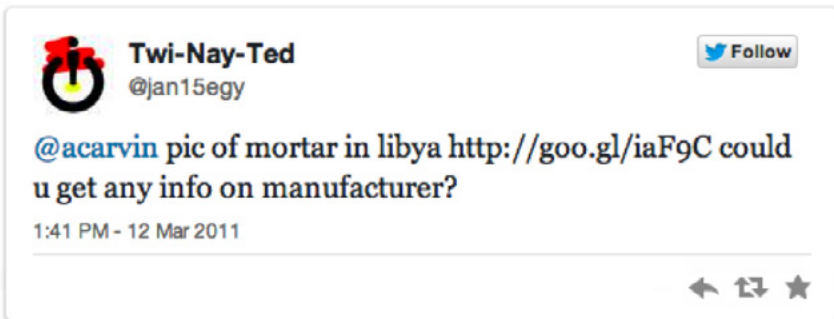 Twi-Nay-Ted
Follow
@jan15egy
@acarvin pic of mortar in libya http://goo.gl/iaF9C could
u get any info on manufacturer?
1:41 PM - 12 Mar 2011